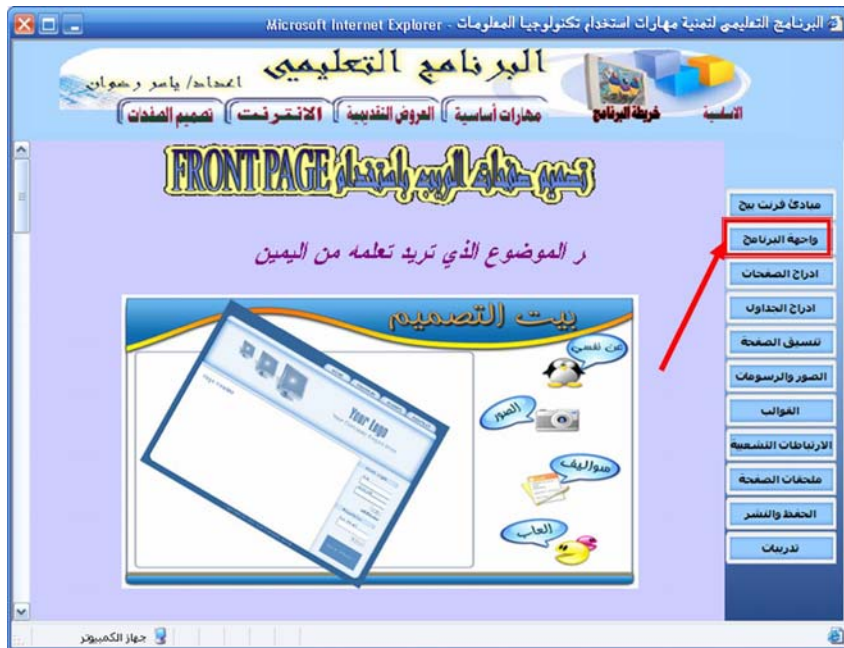 البرنامج التعليمي لتمنية مهارات استخدام تكنولوجيا المعلومات - Microsoft Internet Explorer
البرنامج التعليمي
اعداد/ ياسر رضوان
الاساسية
خريطة البرنامج
مهارات أساسية
العروض التقديمية
الانترنت
تصميم الصفحات
تصميم صفحات الويب باستخدام FRONT PAGE
ر الموضوع الذي تريد تعلمه من اليمين
مبادئ فرنت بيج
واجهة البرنامج
ادراج الصفحات
ادراج الجداول
تنسيق الصفحة
الصور والرسومات
القوالب
الارتباطات التشعبية
ملحقات الصفحة
الحفظ والنشر
تدريبات
بيت التصميم
عن نفسي
الصور
سواليف
العاب
Your Logo
جهاز الكمبيوتر